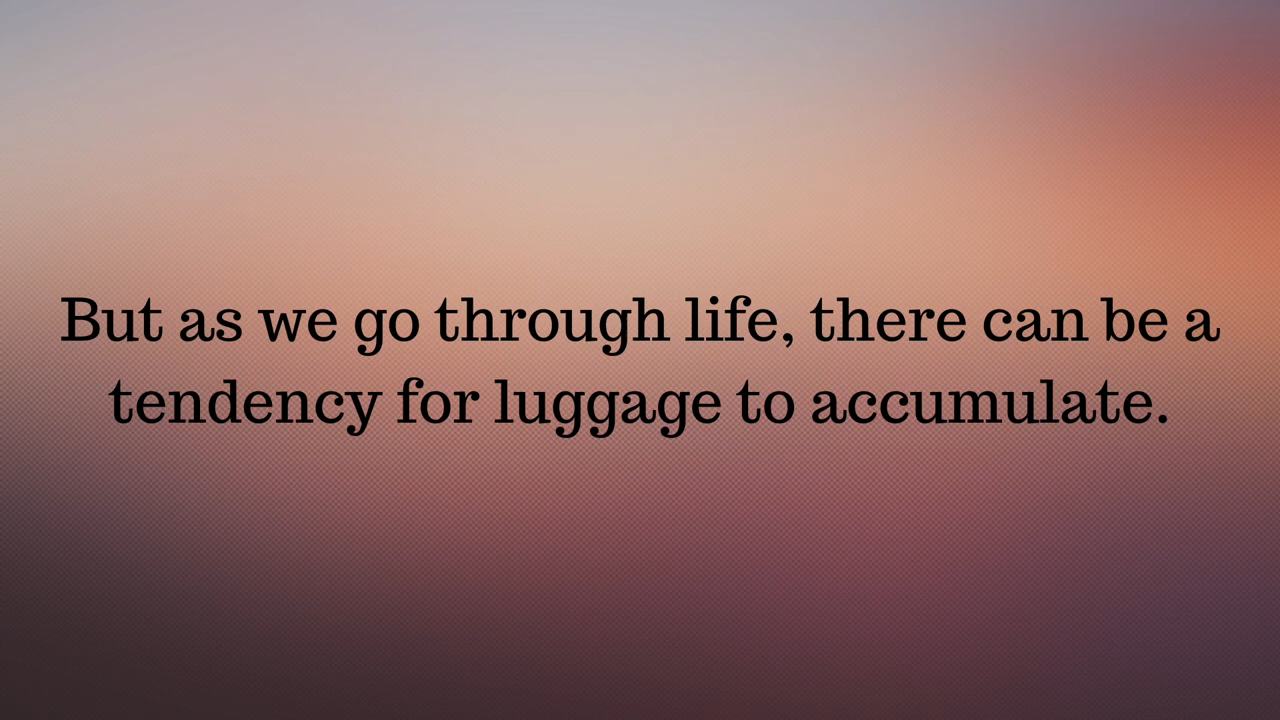 But as we go through life, there can be a
tendency for luggage to accumulate.